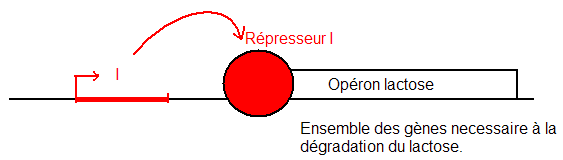 Répresseur I
I
Opéron lactose
Ensemble des gènes necessaire à la
dégradation du lactose.